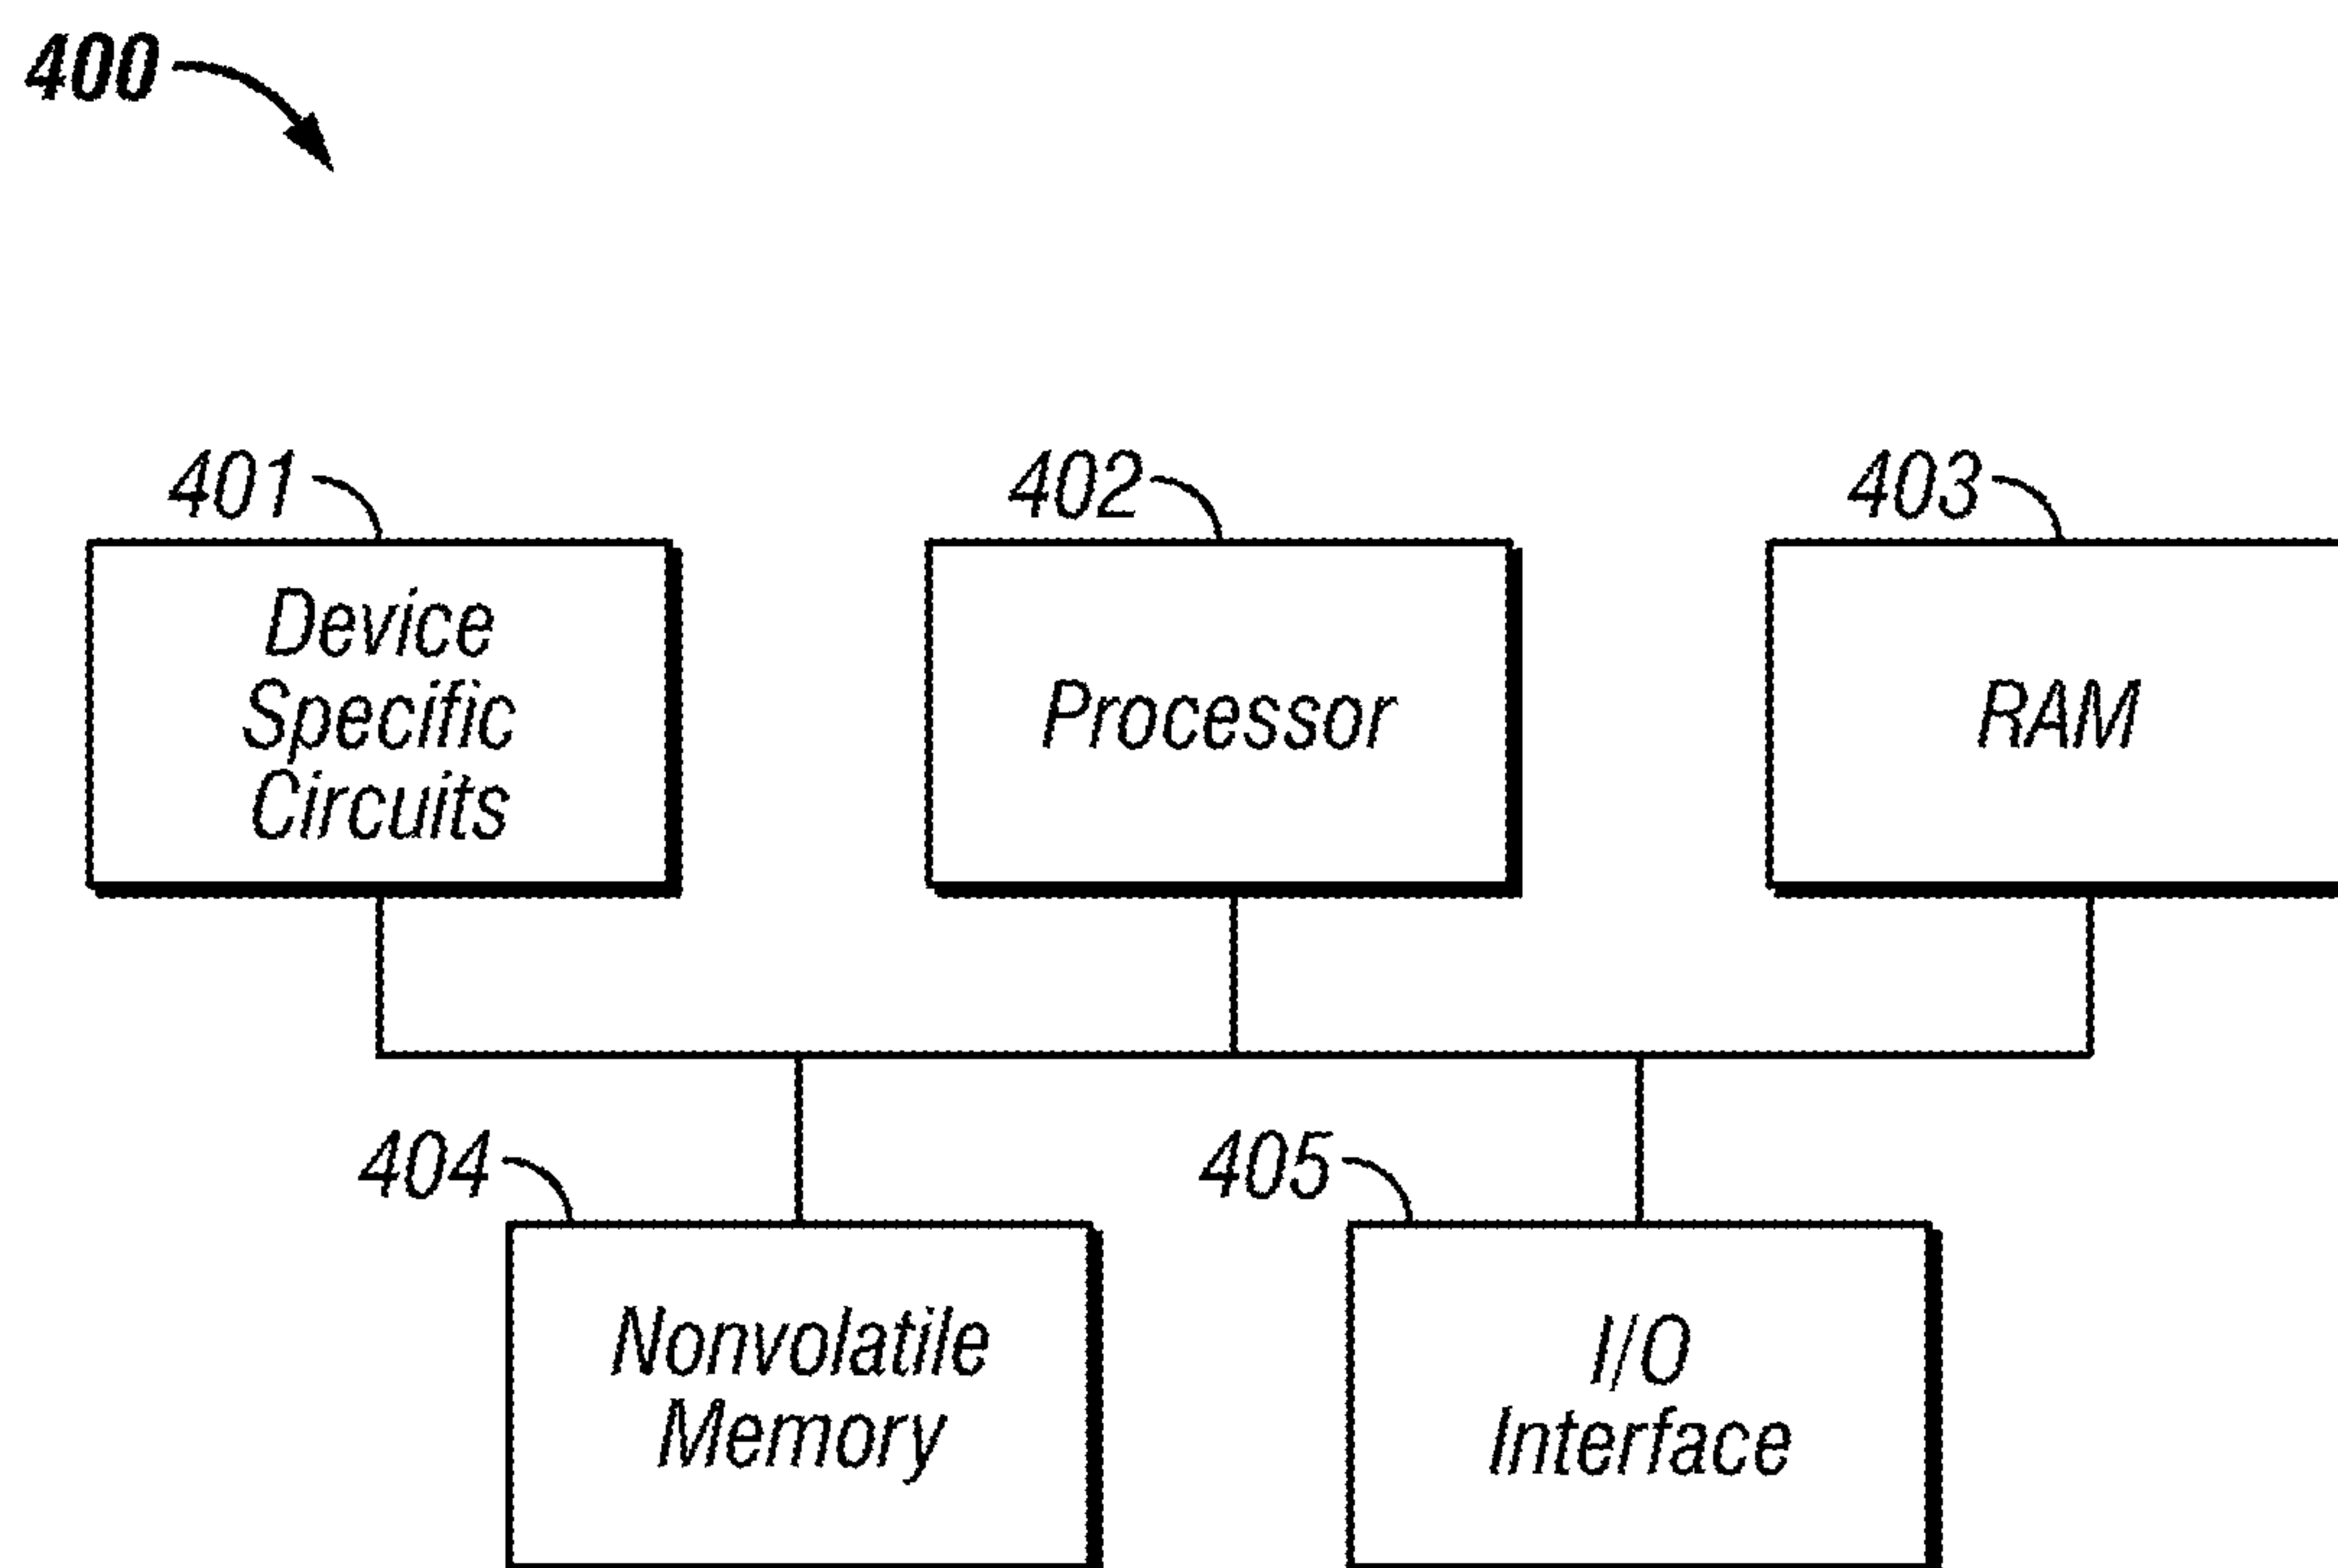 400
401
402
403
Device
Specific
Circuits
Processor
RAM
404
405
Nonvolatile
Memory
I/O
Interface